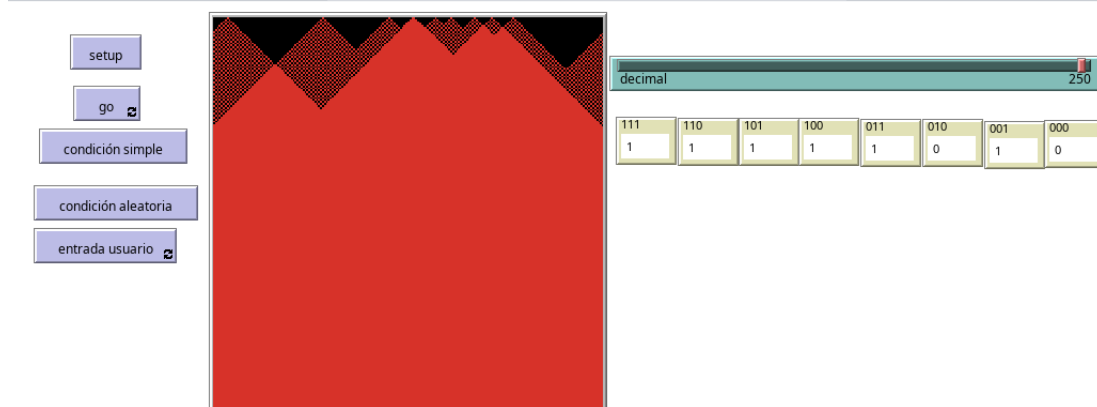 setup
go
condición simple
condición aleatoria
entrada usuario
decimal 250
111 110 101 100 011 010 001 000
1 1 1 1 1 0 1 0